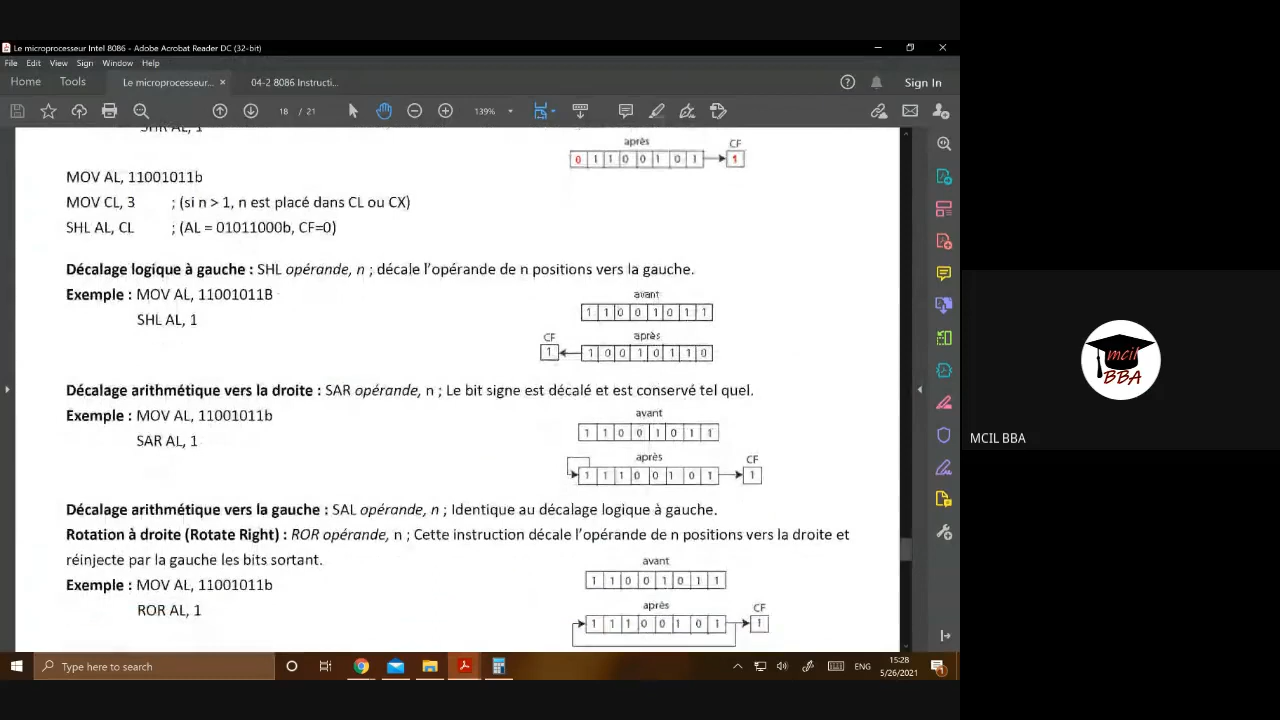 Le microprocesseur Intel 8086 - Adobe Acrobat Reader DC (32-bit)
File Edit View Sign Window Help
Home Tools Le microprocesseur... × 04-2 8086 Instructi... Sign In
18 / 21 139%
SHR AL, 1
après CF
0 1 1 0 0 1 0 1 1
MOV AL, 11001011b
MOV CL, 3 ; (si n > 1, n est placé dans CL ou CX)
SHL AL, CL ; (AL = 01011000b, CF=0)
Décalage logique à gauche : SHL opérande, n ; décale l'opérande de n positions vers la gauche.
Exemple : MOV AL, 11001011B
avant
SHL AL, 1
1 1 0 0 1 0 1 1
CF après
1 1 0 0 1 0 1 1 0
Décalage arithmétique vers la droite : SAR opérande, n ; Le bit signe est décalé et est conservé tel quel.
Exemple : MOV AL, 11001011b
avant
1 1 0 0 1 0 1 1
SAR AL, 1
après CF
1 1 1 0 0 1 0 1 1
Décalage arithmétique vers la gauche : SAL opérande, n ; Identique au décalage logique à gauche.
Rotation à droite (Rotate Right) : ROR opérande, n ; Cette instruction décale l'opérande de n positions vers la droite et
réinjecte par la gauche les bits sortant.
avant
Exemple : MOV AL, 11001011b
1 1 0 0 1 0 1 1
ROR AL, 1
après CF
1 1 1 0 0 1 0 1 1
Type here to search
ENG
15:28
5/26/2021
1
mcil
BBA
MCIL BBA